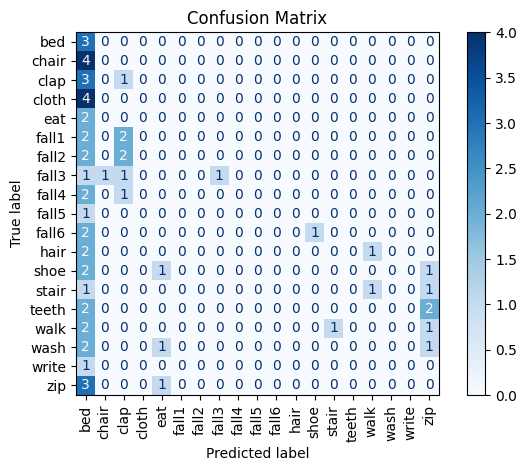 Confusion Matrix
True label
bed 3 0 0 0 0 0 0 0 0 0 0 0 0 0 0 0 0 0 0
chair 4 0 0 0 0 0 0 0 0 0 0 0 0 0 0 0 0 0 0
clap 3 0 1 0 0 0 0 0 0 0 0 0 0 0 0 0 0 0 0
cloth 4 0 0 0 0 0 0 0 0 0 0 0 0 0 0 0 0 0 0
eat 2 0 0 0 0 0 0 0 0 0 0 0 0 0 0 0 0 0 0
fall1 2 0 2 0 0 0 0 0 0 0 0 0 0 0 0 0 0 0 0
fall2 2 0 2 0 0 0 0 0 0 0 0 0 0 0 0 0 0 0 0
fall3 1 1 1 0 0 0 0 1 0 0 0 0 0 0 0 0 0 0 0
fall4 2 0 1 0 0 0 0 0 0 0 0 0 0 0 0 0 0 0 0
fall5 1 0 0 0 0 0 0 0 0 0 0 0 0 0 0 0 0 0 0
fall6 2 0 0 0 0 0 0 0 0 0 0 0 1 0 0 0 0 0 0
hair 2 0 0 0 0 0 0 0 0 0 0 0 0 0 0 1 0 0 0
shoe 2 0 0 0 1 0 0 0 0 0 0 0 0 0 0 0 0 0 1
stair 1 0 0 0 0 0 0 0 0 0 0 0 0 0 0 1 0 0 1
teeth 2 0 0 0 0 0 0 0 0 0 0 0 0 0 0 0 0 0 2
walk 2 0 0 0 0 0 0 0 0 0 0 0 0 1 0 0 0 0 1
wash 2 0 0 0 1 0 0 0 0 0 0 0 0 0 0 0 0 0 1
write 1 0 0 0 0 0 0 0 0 0 0 0 0 0 0 0 0 0 0
zip 3 0 0 0 1 0 0 0 0 0 0 0 0 0 0 0 0 0 0
bed chair clap cloth eat fall1 fall2 fall3 fall4 fall5 fall6 hair shoe stair teeth walk wash write zip
Predicted label
4.0
3.5
3.0
2.5
2.0
1.5
1.0
0.5
0.0